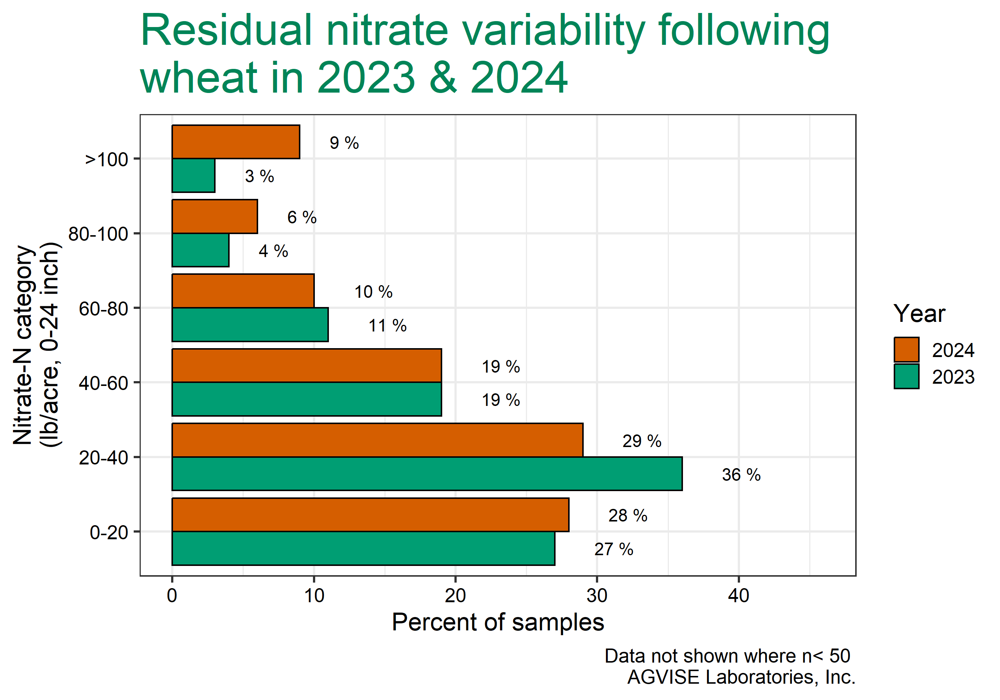 Residual nitrate variability following
wheat in 2023 & 2024
Nitrate-N category
(lb/acre, 0-24 inch)
>100
9 %
3 %
80-100
6 %
4 %
60-80
10 %
11 %
40-60
19 %
19 %
20-40
29 %
36 %
0-20
28 %
27 %
0 10 20 30 40
Percent of samples
Year
2024
2023
Data not shown where n< 50
AGVISE Laboratories, Inc.